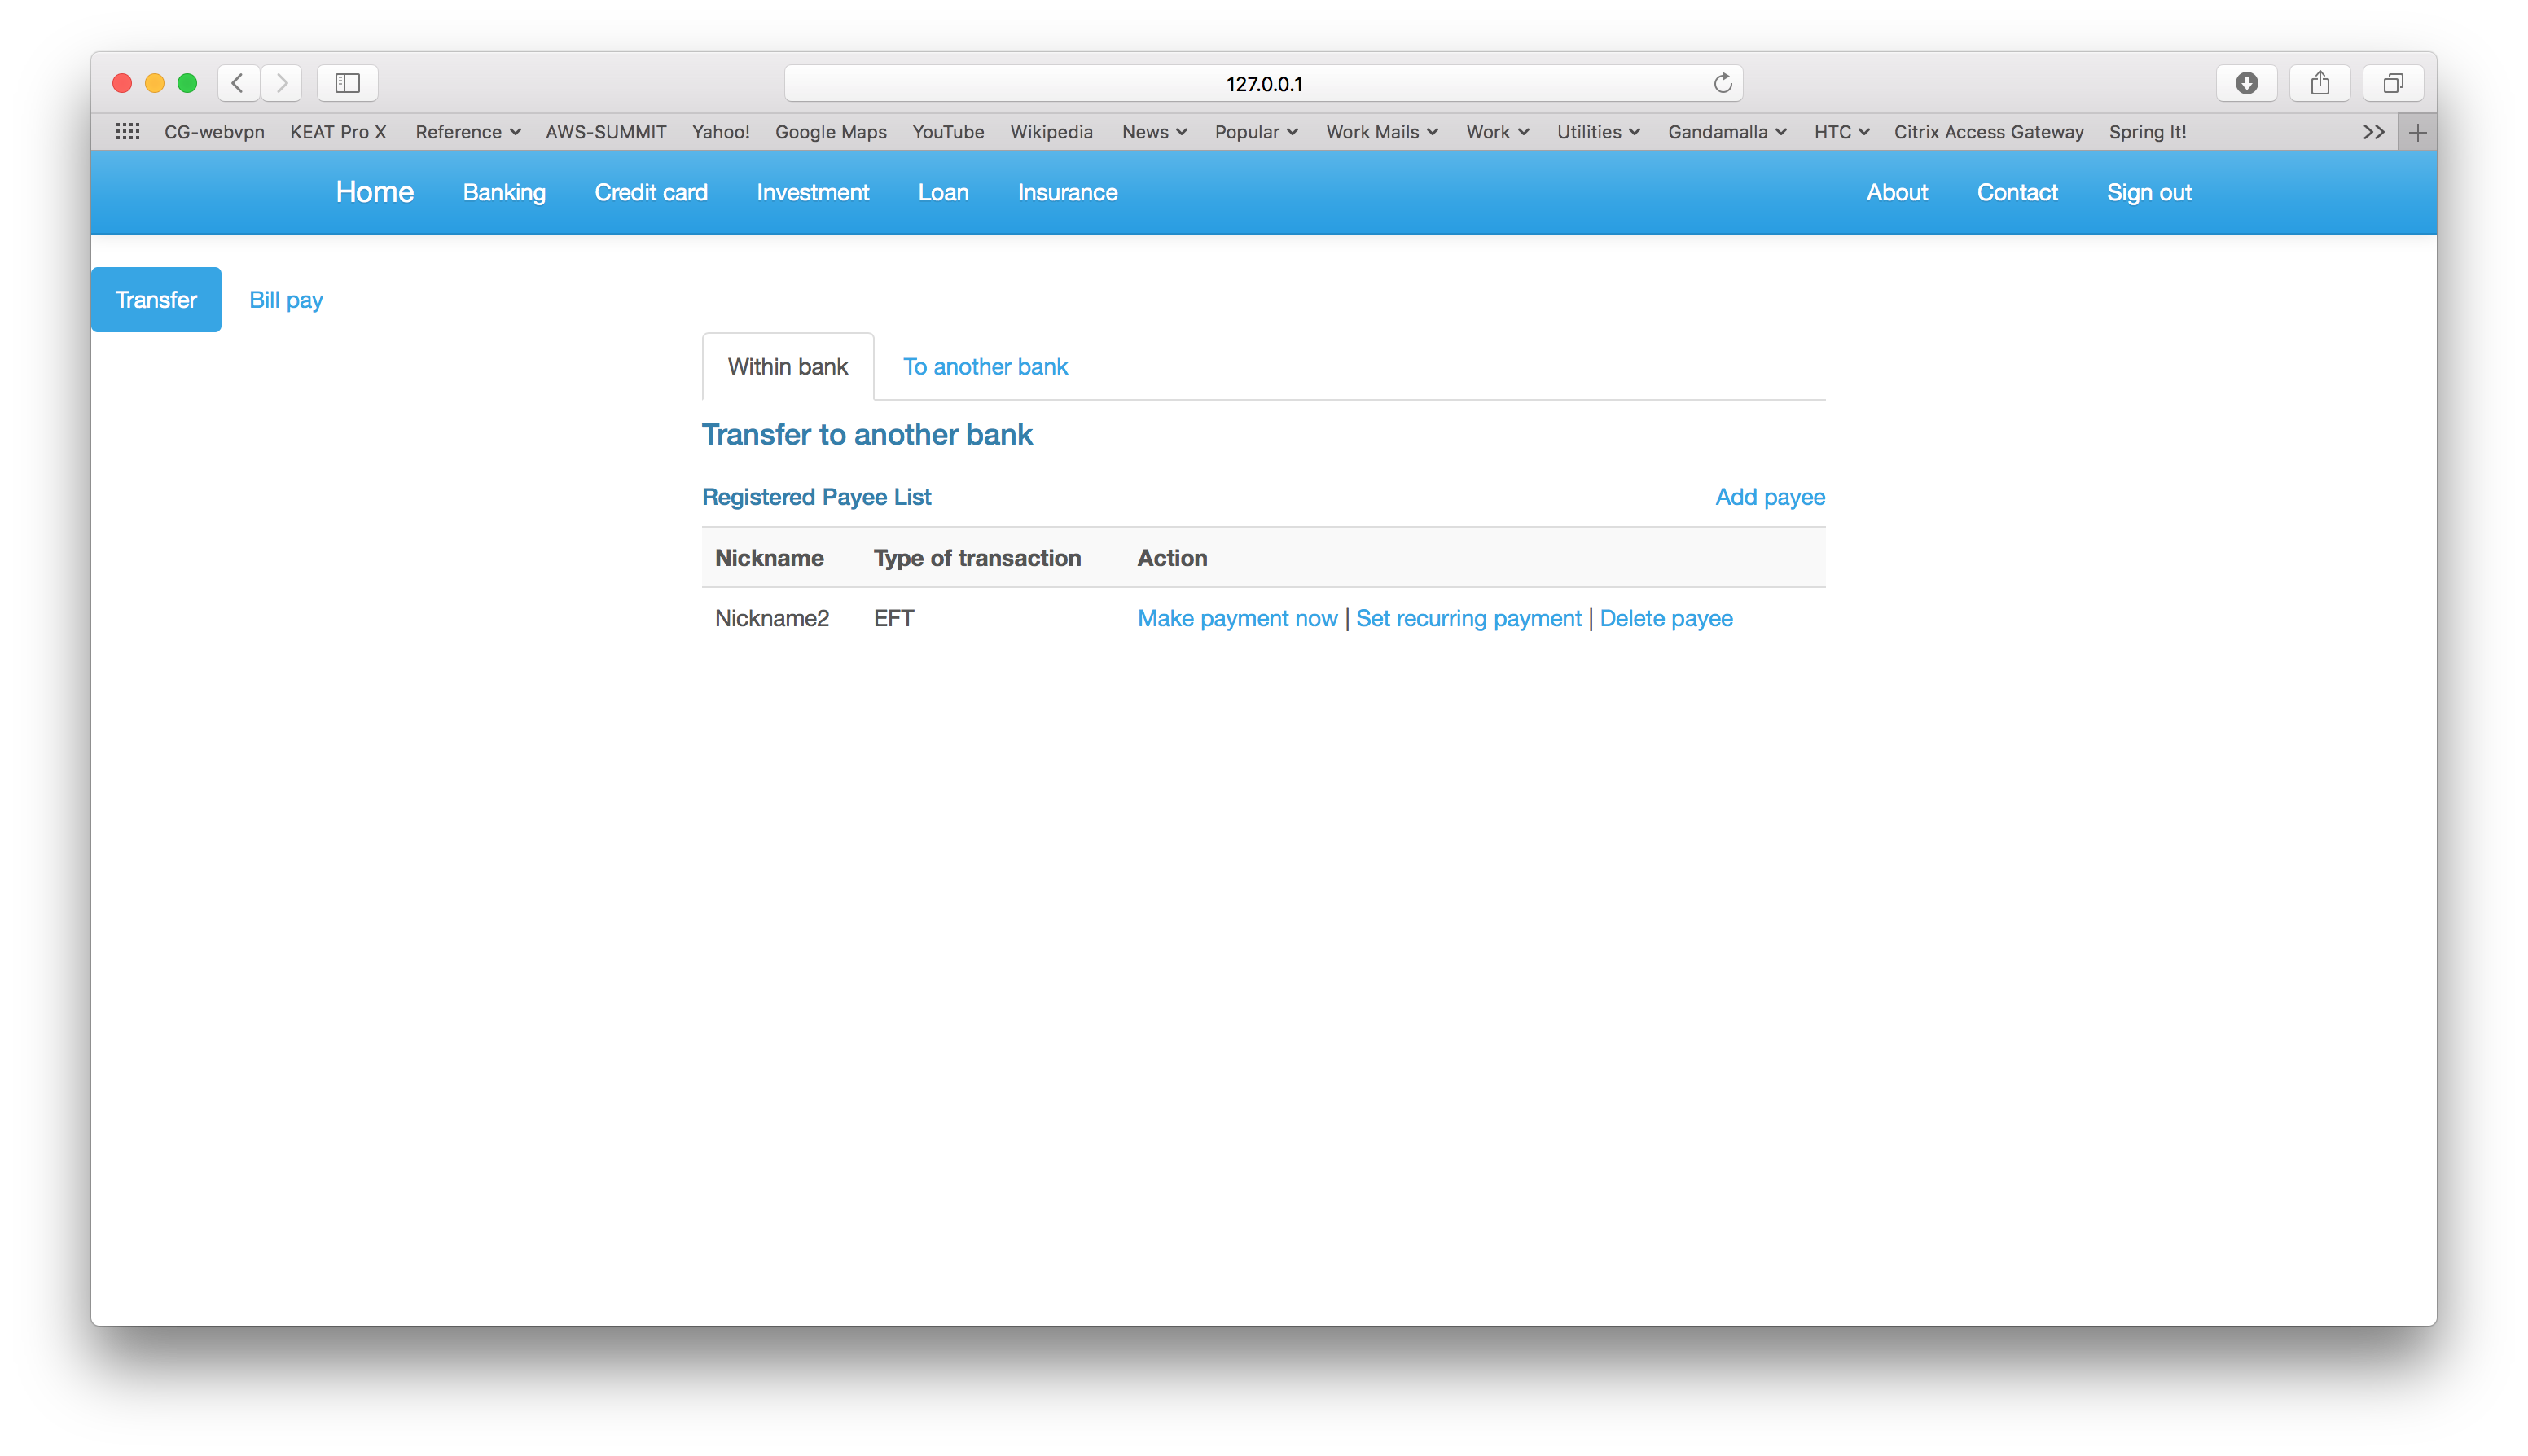 127.0.0.1
CG-webvpn KEAT Pro X Reference AWS-SUMMIT Yahoo! Google Maps YouTube Wikipedia News Popular Work Mails Work Utilities Gandamalla HTC Citrix Access Gateway Spring It!
Home Banking Credit card Investment Loan Insurance About Contact Sign out
Transfer Bill pay
Within bank To another bank
Transfer to another bank
Registered Payee List Add payee
Nickname Type of transaction Action
Nickname2 EFT Make payment now | Set recurring payment | Delete payee